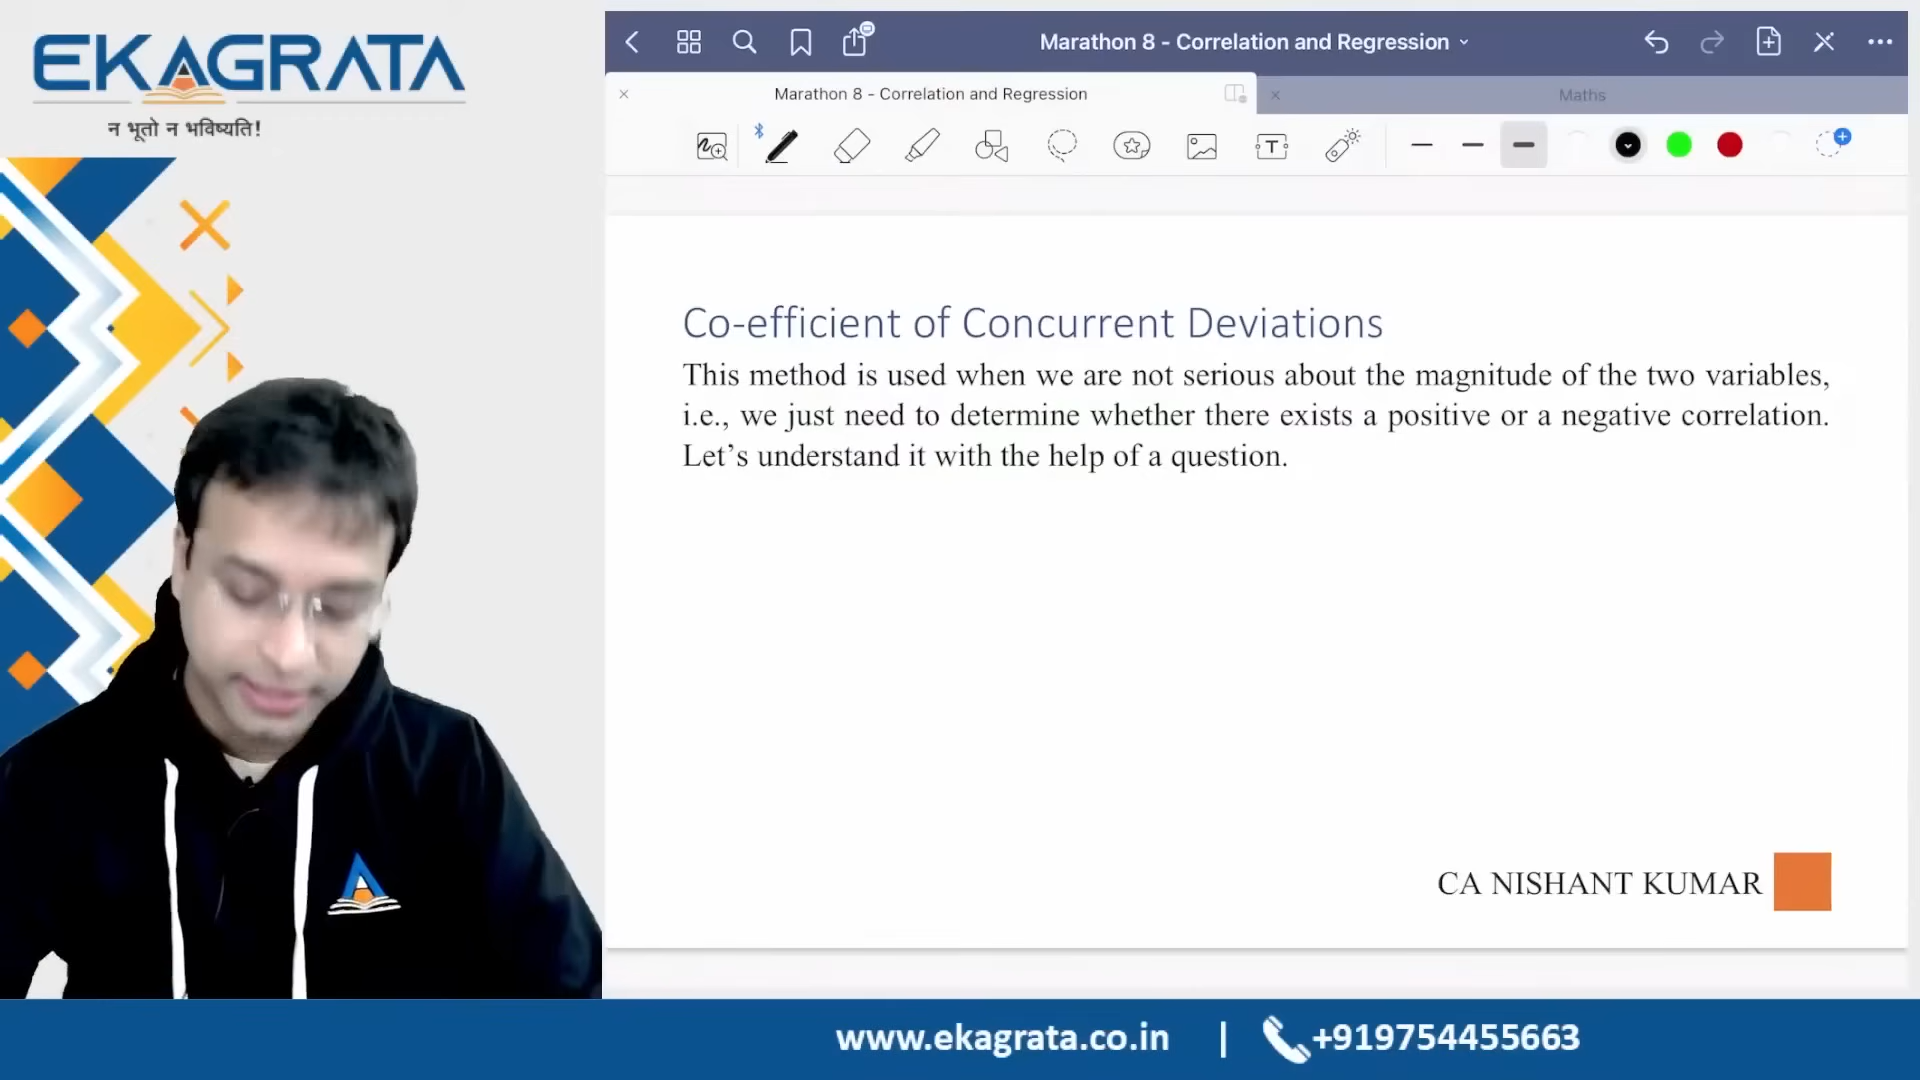 EKAGRATA
न भूतो न भविष्यति!
Marathon 8 - Correlation and Regression
Marathon 8 - Correlation and Regression
Maths
T
Co-efficient of Concurrent Deviations
This method is used when we are not serious about the magnitude of the two variables,
i.e., we just need to determine whether there exists a positive or a negative correlation.
Let’s understand it with the help of a question.
CA NISHANT KUMAR
www.ekagrata.co.in | +919754455663